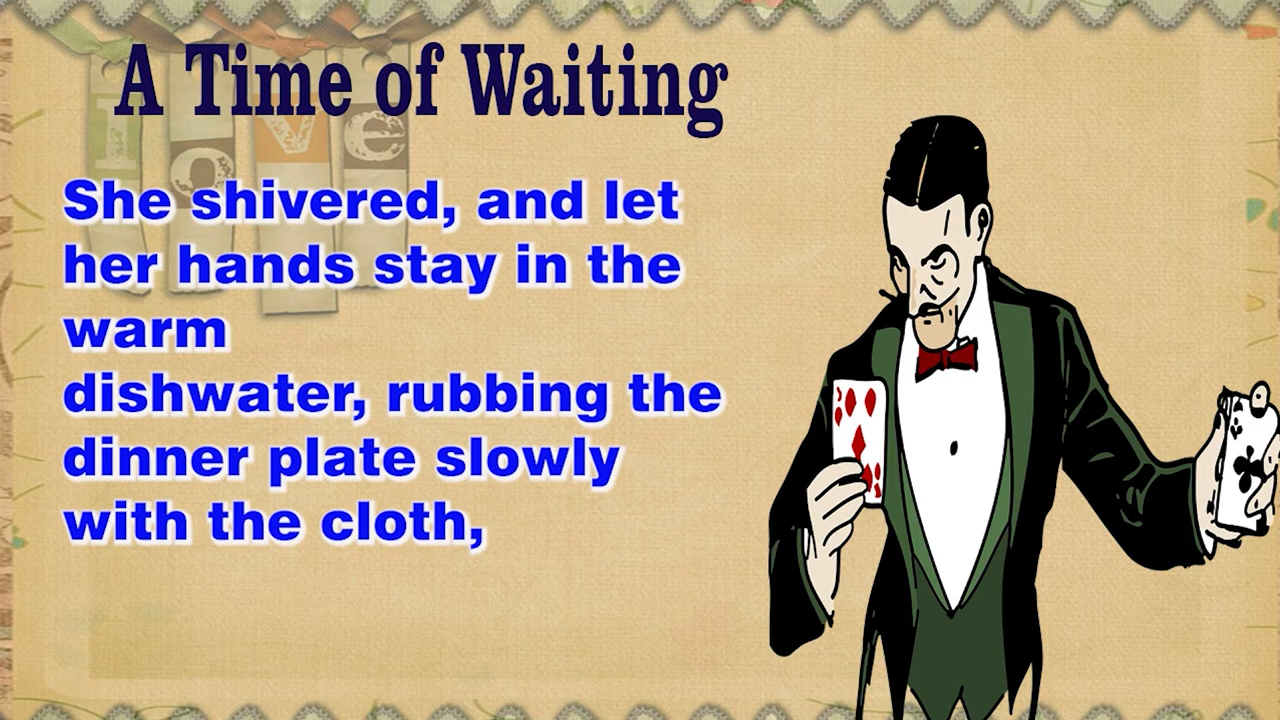 A Time of Waiting
love
She shivered, and let
her hands stay in the
warm
dishwater, rubbing the
dinner plate slowly
with the cloth,